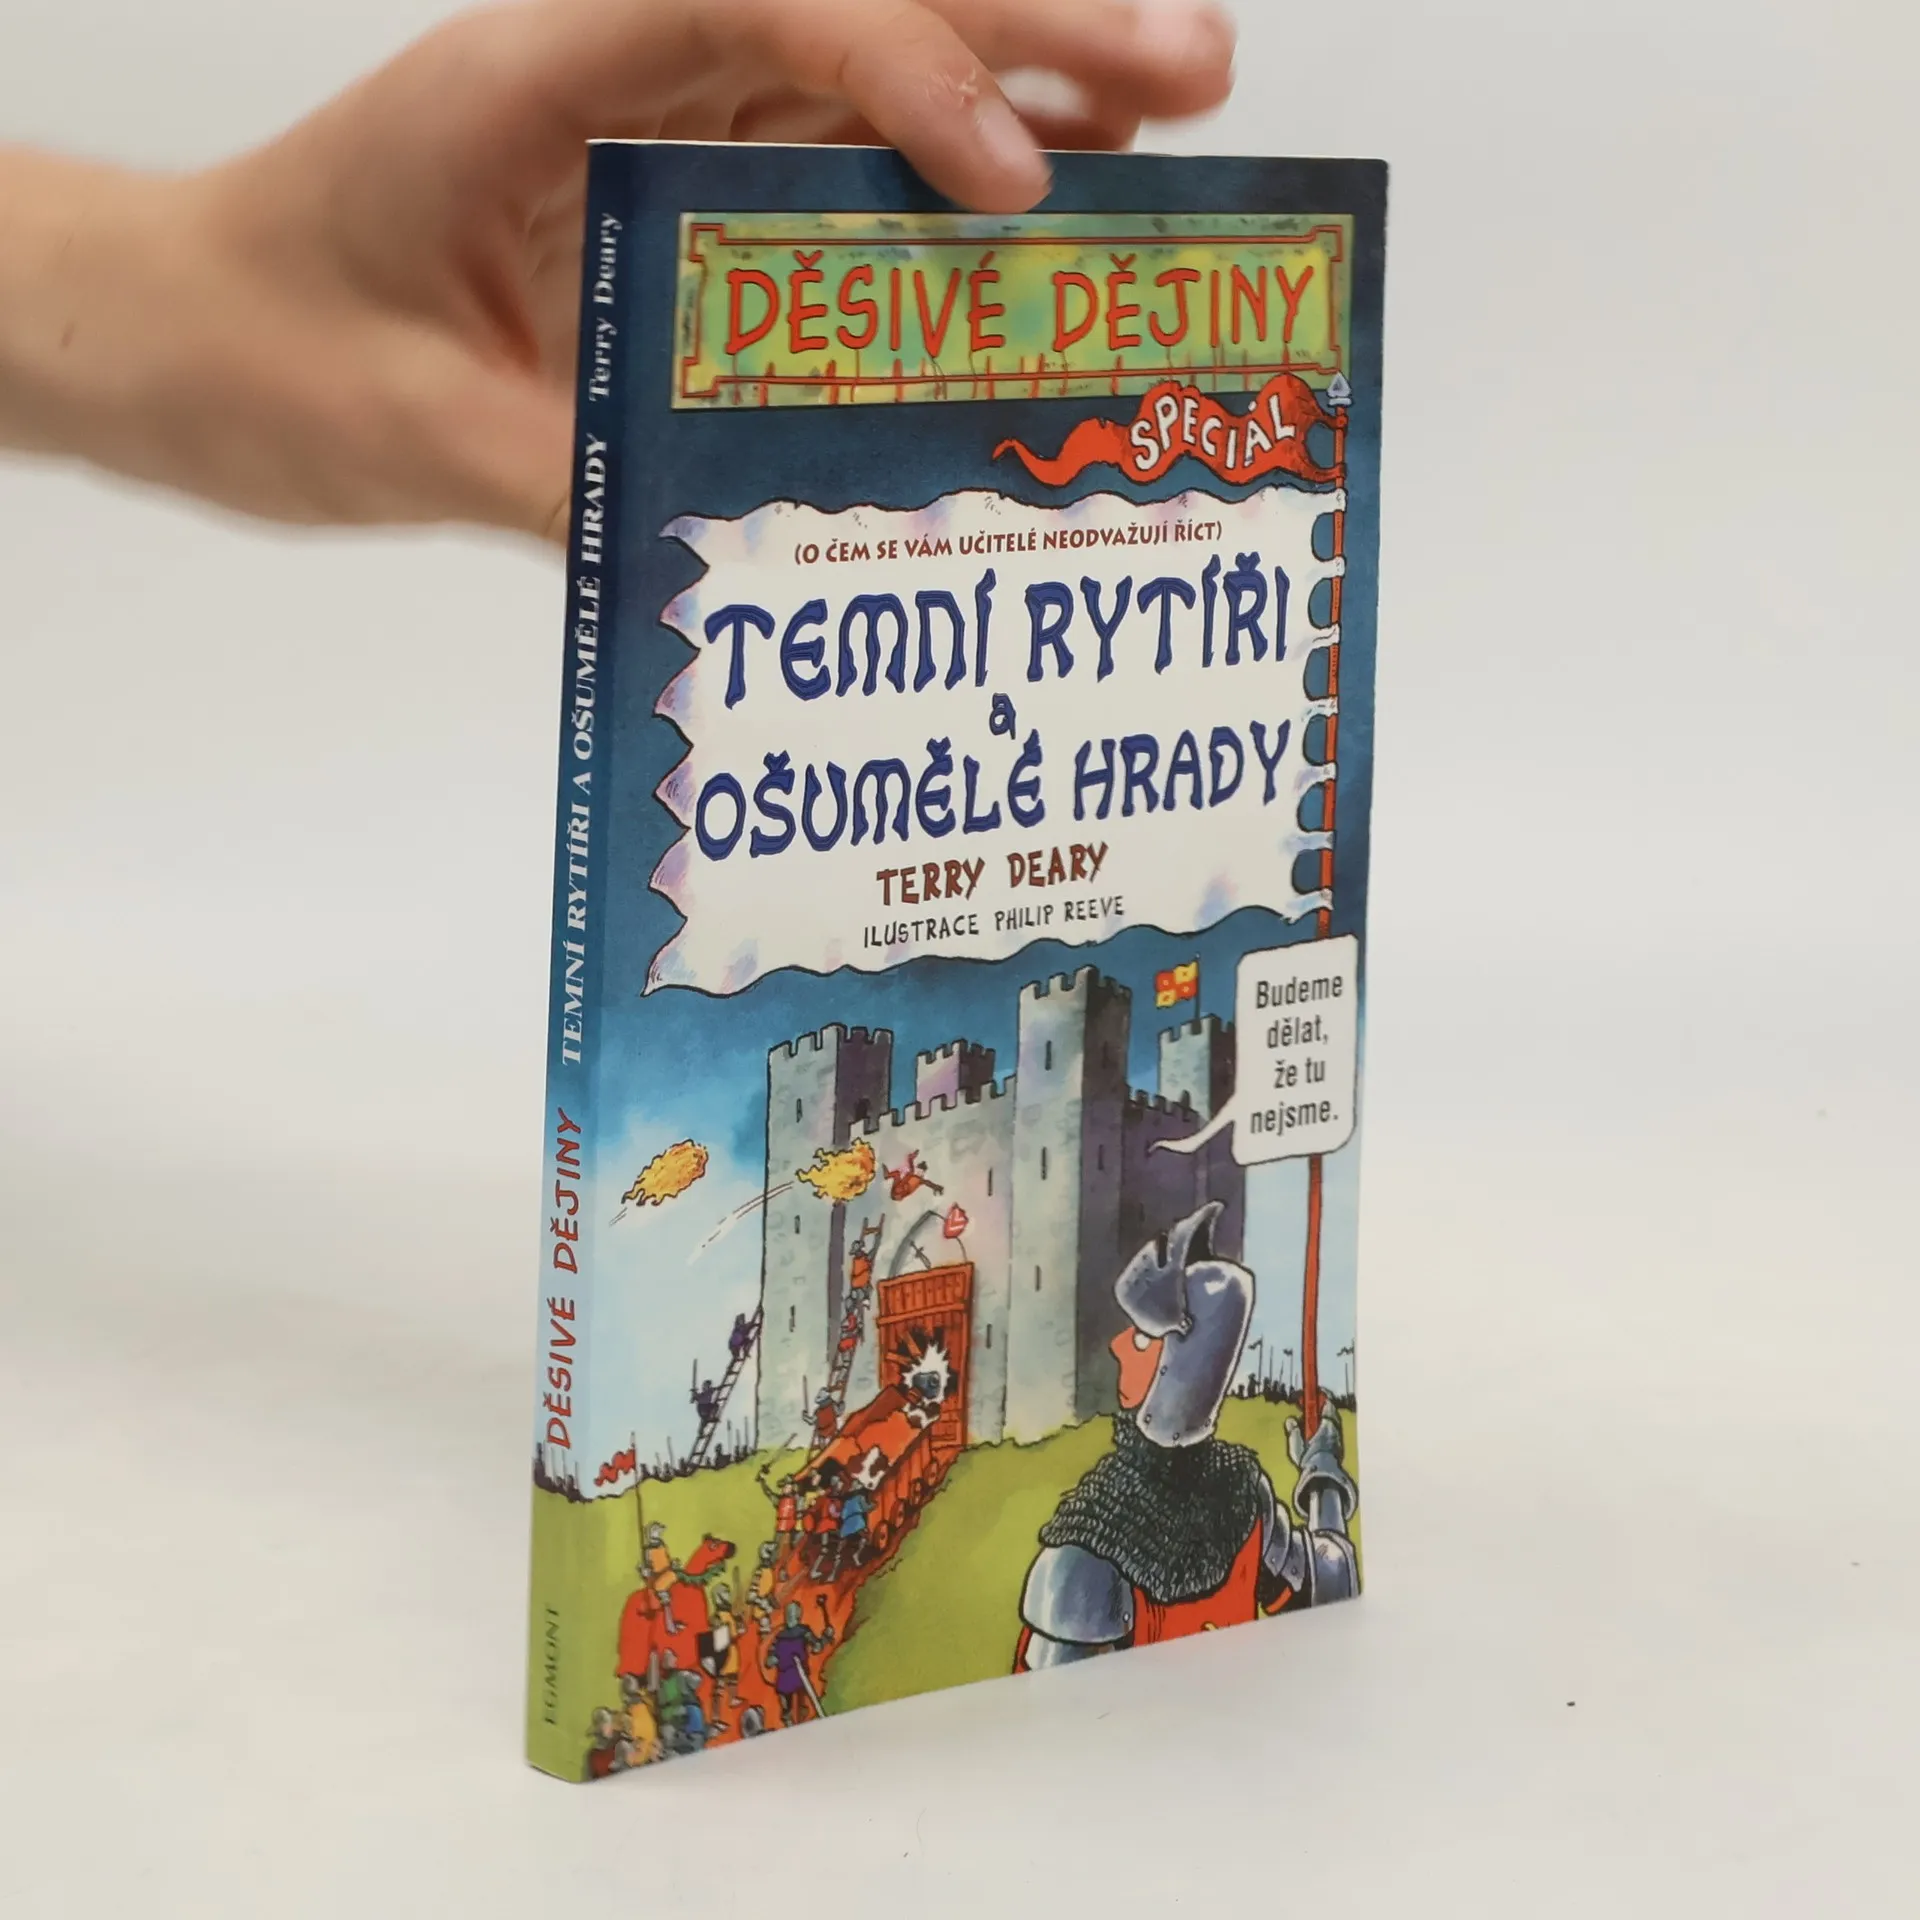 DĚSIVÉ DĚJINY
SPECIÁL
(O ČEM SE VÁM UČITELÉ NEODVAŽUJÍ ŘÍCT)
TEMNÍ RYTÍŘI
a
OŠUMĚLÉ HRADY
TERRY DEARY
ILUSTRACE PHILIP REEVE
Budeme
dělat,
že tu
nejsme.
EGMONT DĚSIVÉ DĚJINY TEMNÍ RYTÍŘI A OŠUMĚLÉ HRADY Terry Deary